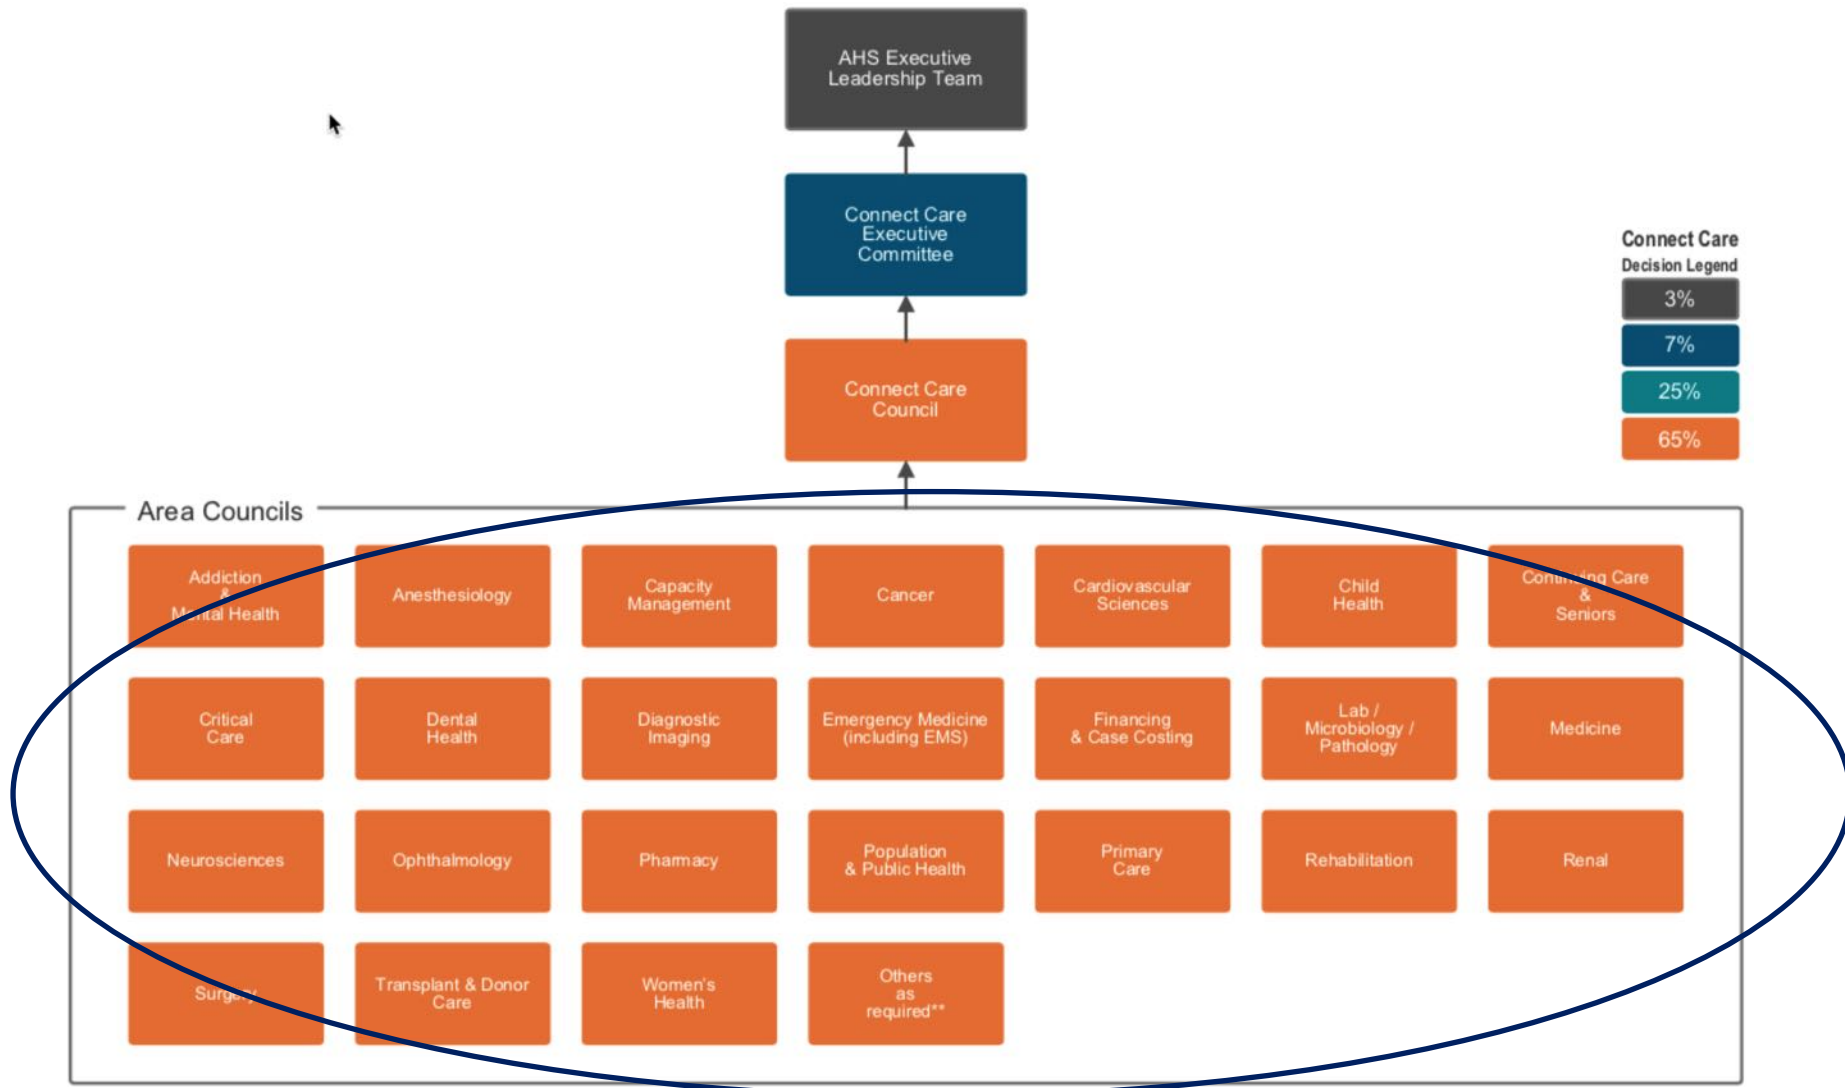 AHS Executive
Leadership Team
Connect Care
Executive
Committee
Connect Care
Council
Connect Care
Decision Legend
3%
7%
25%
65%
Area Councils
Addiction
&
Mental Health
Anesthesiology
Capacity
Management
Cancer
Cardiovascular
Sciences
Child
Health
Continuing Care
&
Seniors
Critical
Care
Dental
Health
Diagnostic
Imaging
Emergency Medicine
(including EMS)
Financing
& Case Costing
Lab /
Microbiology /
Pathology
Medicine
Neurosciences
Ophthalmology
Pharmacy
Population
& Public Health
Primary
Care
Rehabilitation
Renal
Surgery
Transplant & Donor
Care
Women's
Health
Others
as
required**